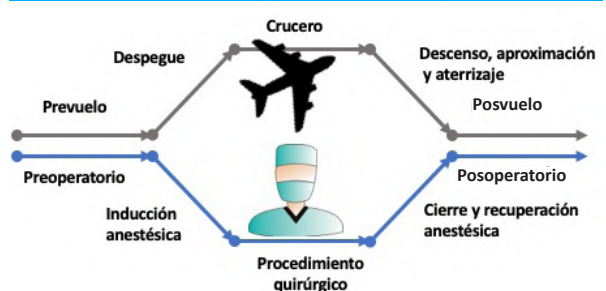 Crucero
Despegue
Descenso, aproximación
y aterrizaje
Prevuelo
Posvuelo
Preoperatorio
Posoperatorio
Inducción
anestésica
Cierre y recuperación
anestésica
Procedimiento
quirúrgico